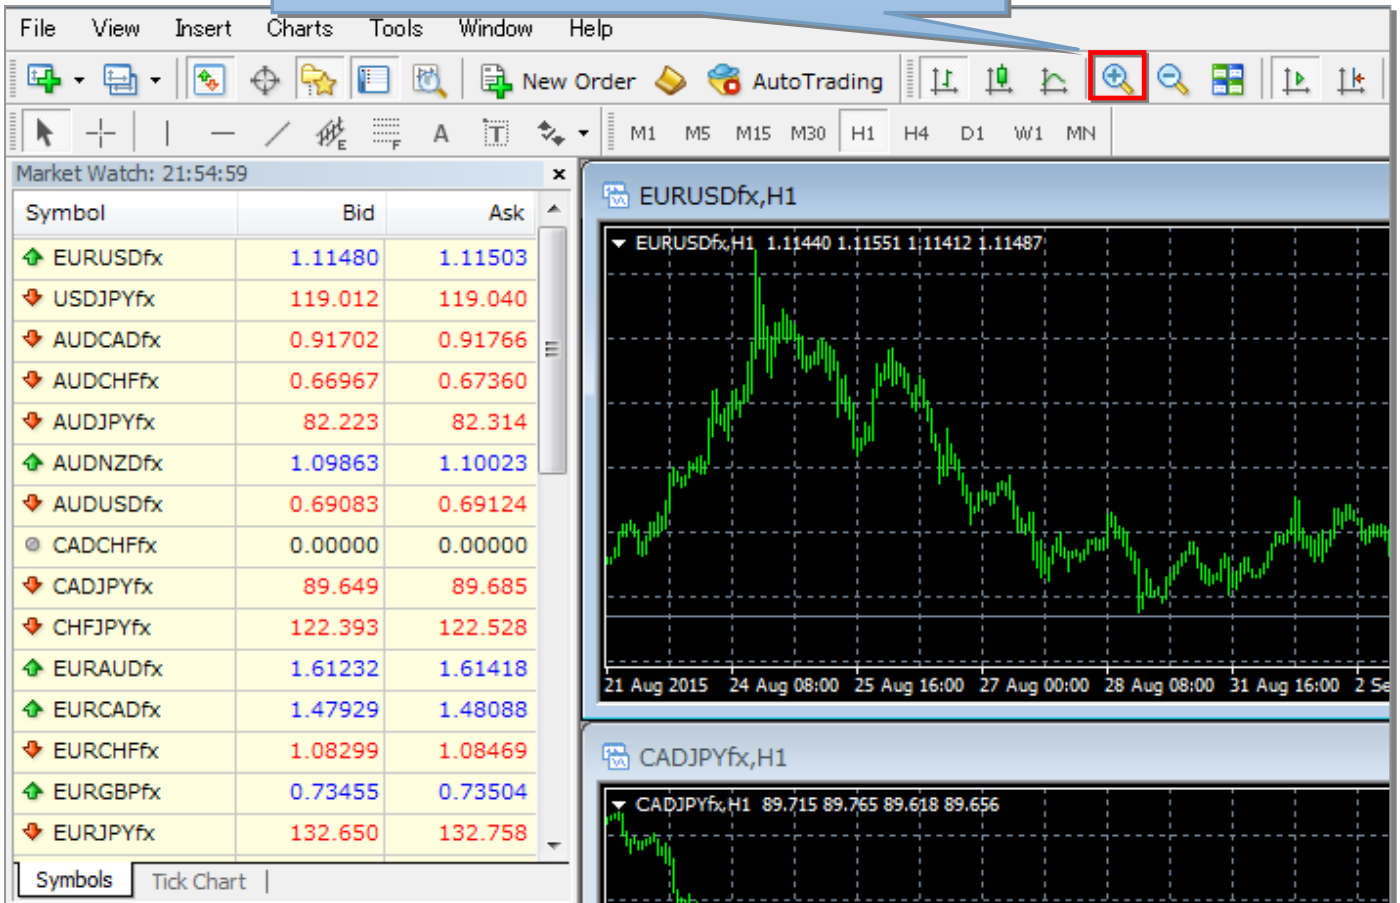 File View Insert Charts Tools Window Help
New Order AutoTrading
A T M1 M5 M15 M30 H1 H4 D1 W1 MN
Market Watch: 21:54:59
Symbol Bid Ask
EURUSDfx 1.11480 1.11503
USDJPYfx 119.012 119.040
AUDCADfx 0.91702 0.91766
AUDCHFfx 0.66967 0.67360
AUDJPYfx 82.223 82.314
AUDNZDfx 1.09863 1.10023
AUDUSDfx 0.69083 0.69124
CADCHFfx 0.00000 0.00000
CADJPYfx 89.649 89.685
CHFJPYfx 122.393 122.528
EURAUDfx 1.61232 1.61418
EURCADfx 1.47929 1.48088
EURCHFfx 1.08299 1.08469
EURGBPfx 0.73455 0.73504
EURJPYfx 132.650 132.758
Symbols Tick Chart
EURUSDfx,H1
EURUSDfx,H1 1.11440 1.11551 1.11412 1.11487
21 Aug 2015 24 Aug 08:00 25 Aug 16:00 27 Aug 00:00 28 Aug 08:00 31 Aug 16:00 2 Se
CADJPYfx,H1
CADJPYfx,H1 89.715 89.765 89.618 89.656